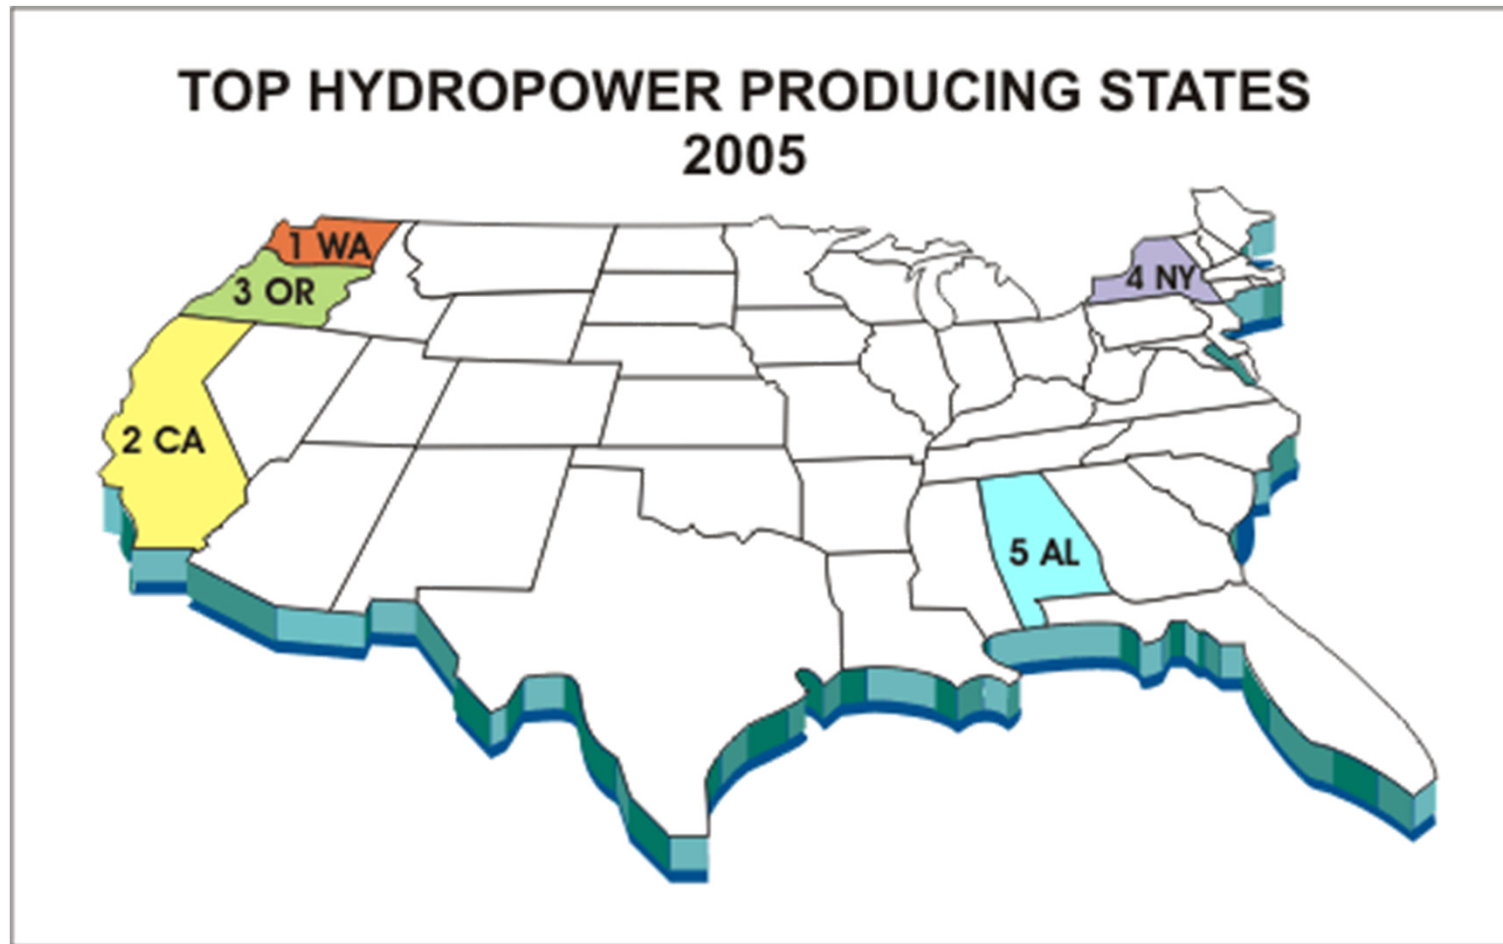 TOP HYDROPOWER PRODUCING STATES
2005
1 WA
3 OR
4 NY
2 CA
5 AL